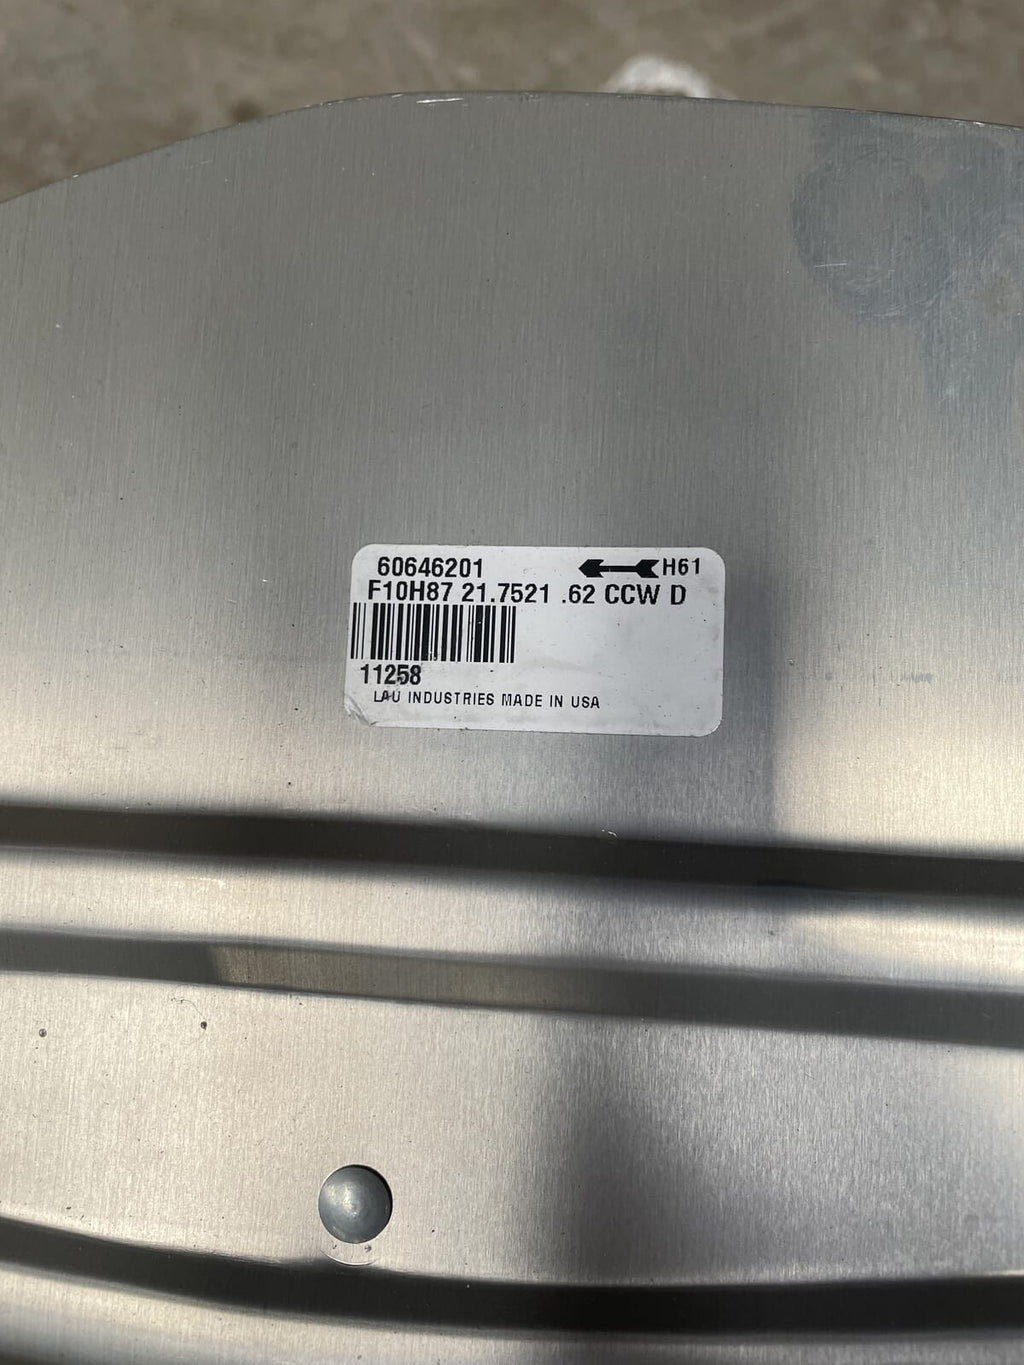 60646201 H61
F10H87 21.7521 .62 CCW D
11258
LAU INDUSTRIES MADE IN USA